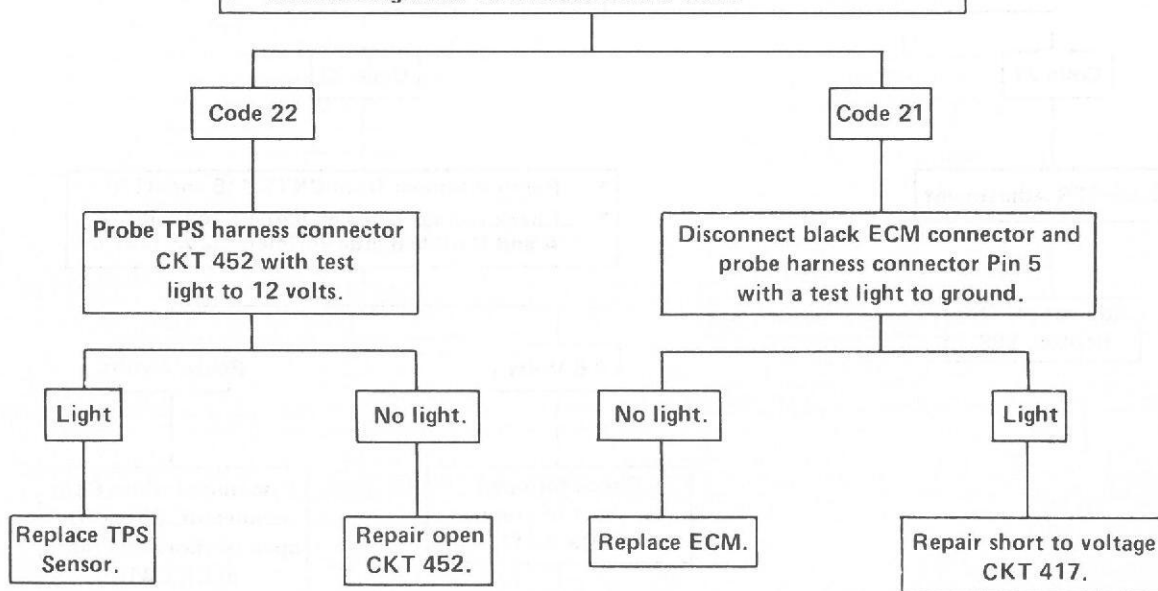 Code 22
Code 21
Probe TPS harness connector
CKT 452 with test
light to 12 volts.
Disconnect black ECM connector and
probe harness connector Pin 5
with a test light to ground.
Light
No light.
No light.
Light
Replace TPS
Sensor.
Repair open
CKT 452.
Replace ECM.
Repair short to voltage
CKT 417.